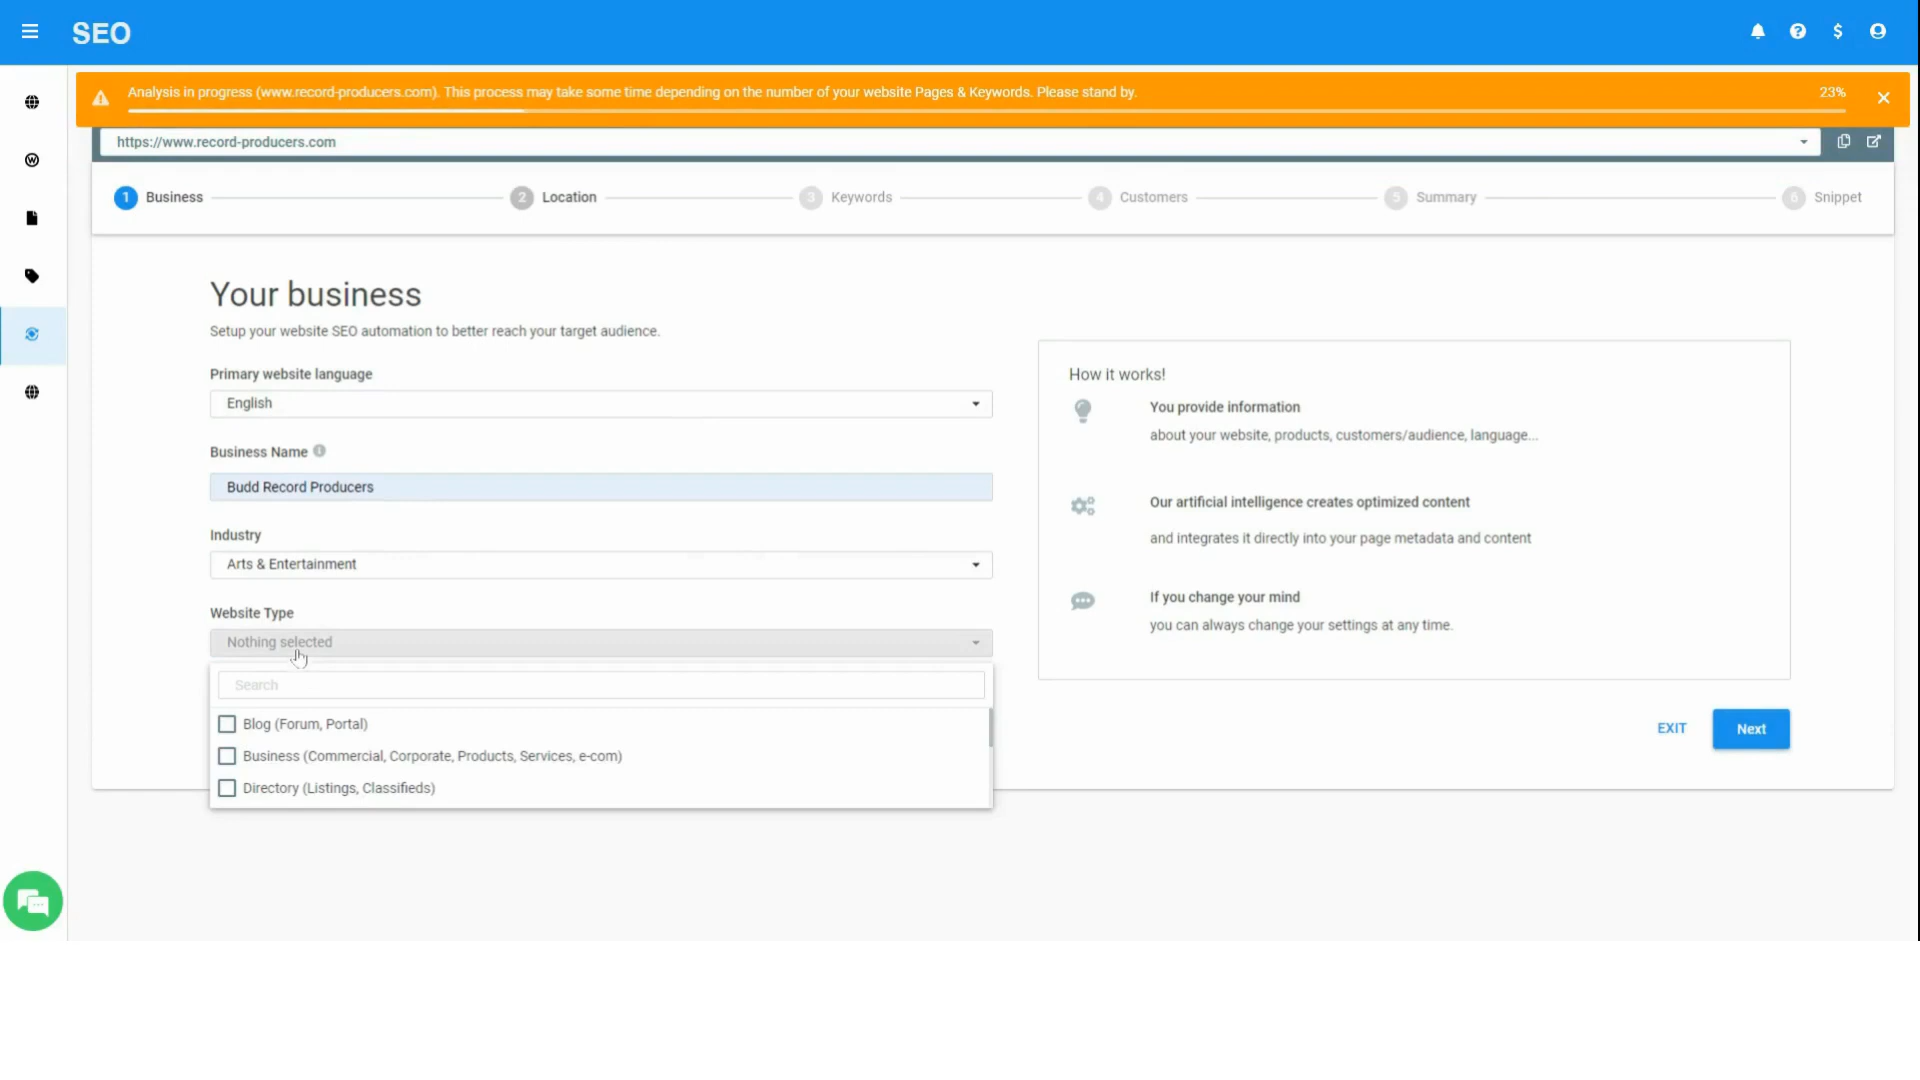 SEO
Analysis in progress (www.record-producers.com). This process may take some time depending on the number of your website Pages & Keywords. Please stand by.
23%
https://www.record-producers.com
1 Business
2 Location
3 Keywords
4 Customers
5 Summary
6 Snippet
Your business
Setup your website SEO automation to better reach your target audience.
Primary website language
English
Business Name
Budd Record Producers
Industry
Arts & Entertainment
Website Type
Nothing selected
Search
Blog (Forum, Portal)
Business (Commercial, Corporate, Products, Services, e-com)
Directory (Listings, Classifieds)
How it works!
You provide information
about your website, products, customers/audience, language...
Our artificial intelligence creates optimized content
and integrates it directly into your page metadata and content
If you change your mind
you can always change your settings at any time.
EXIT
Next